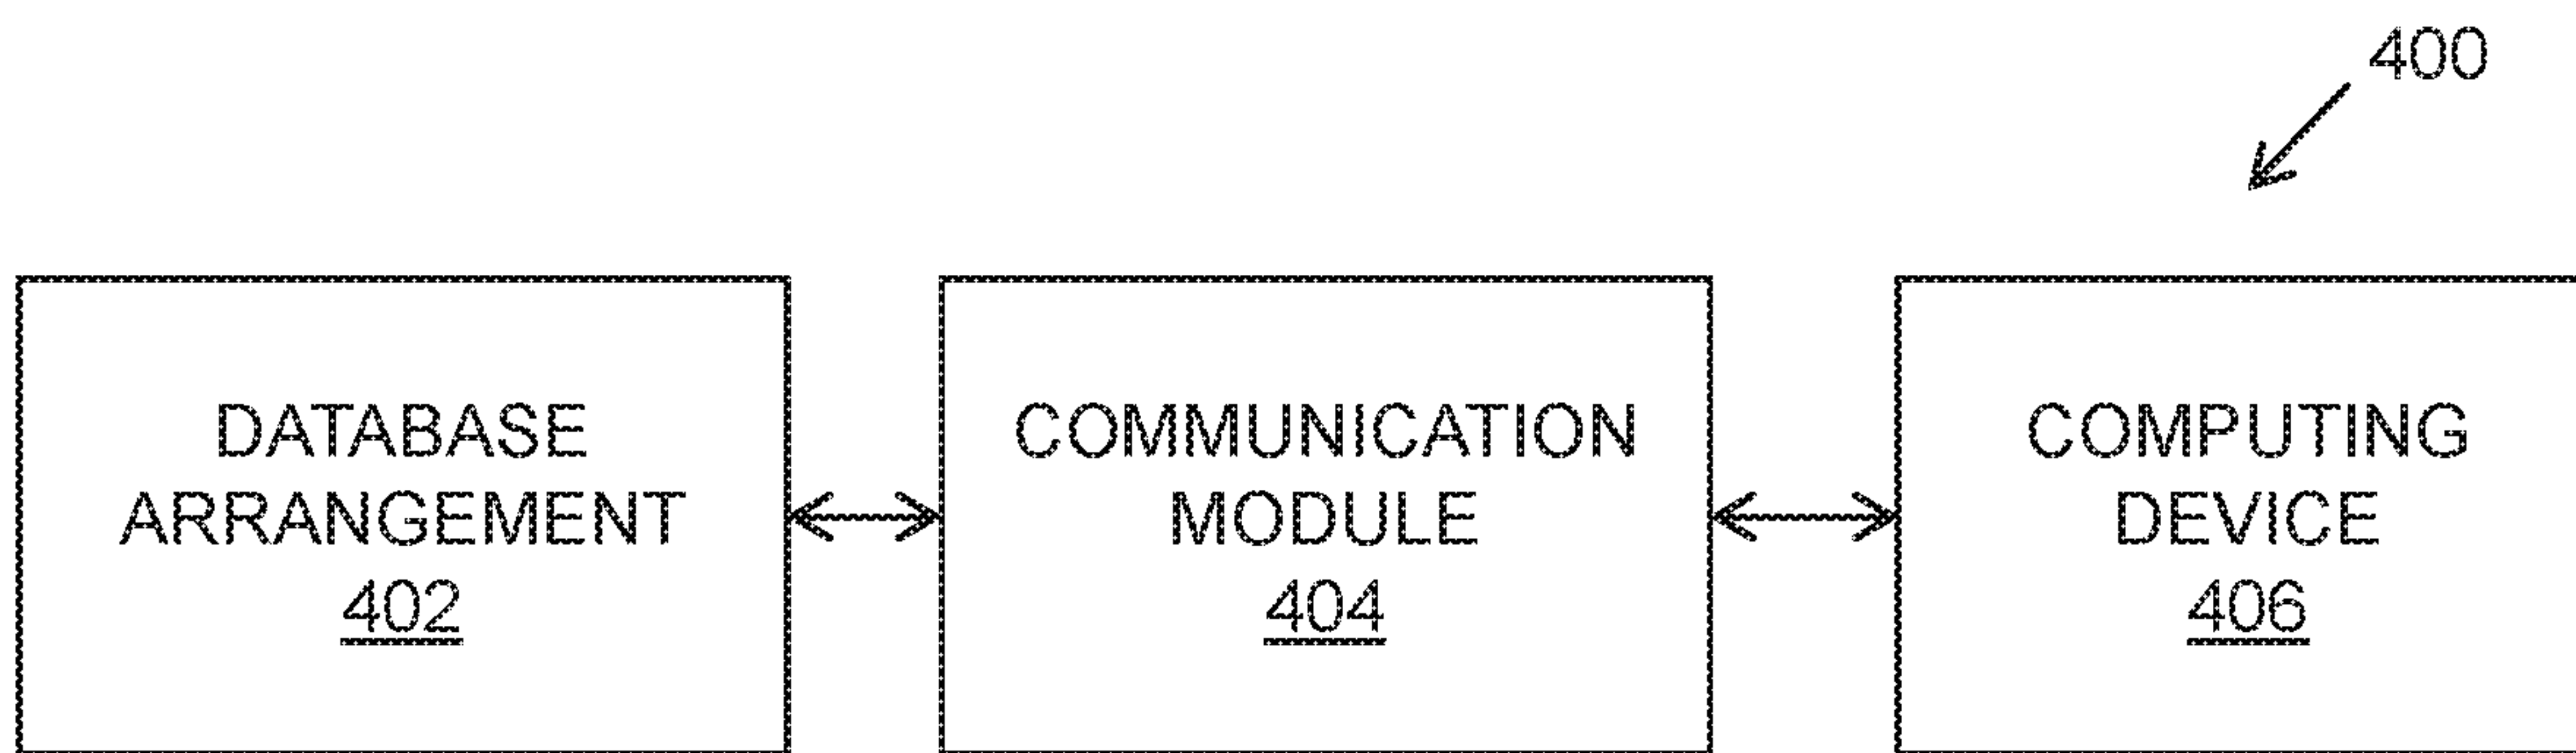 400
DATABASE
ARRANGEMENT
402
COMMUNICATION
MODULE
404
COMPUTING
DEVICE
406